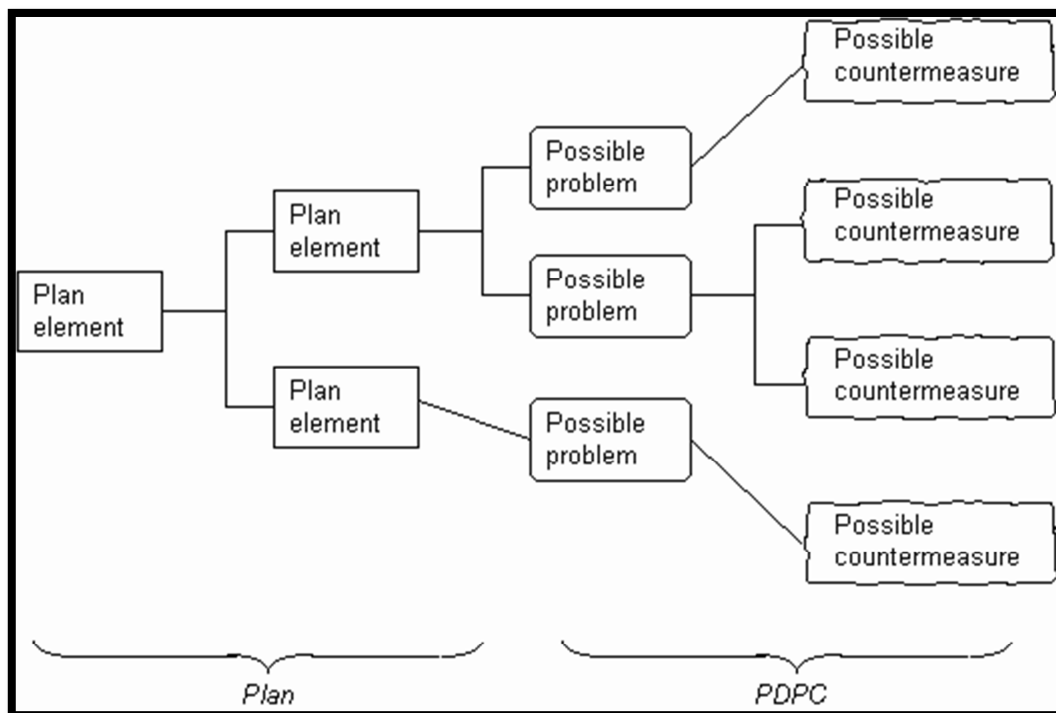 Possible
countermeasure
Possible
problem
Possible
countermeasure
Plan
element
Possible
problem
Plan
element
Possible
countermeasure
Plan
element
Possible
problem
Possible
countermeasure
Plan
PDPC